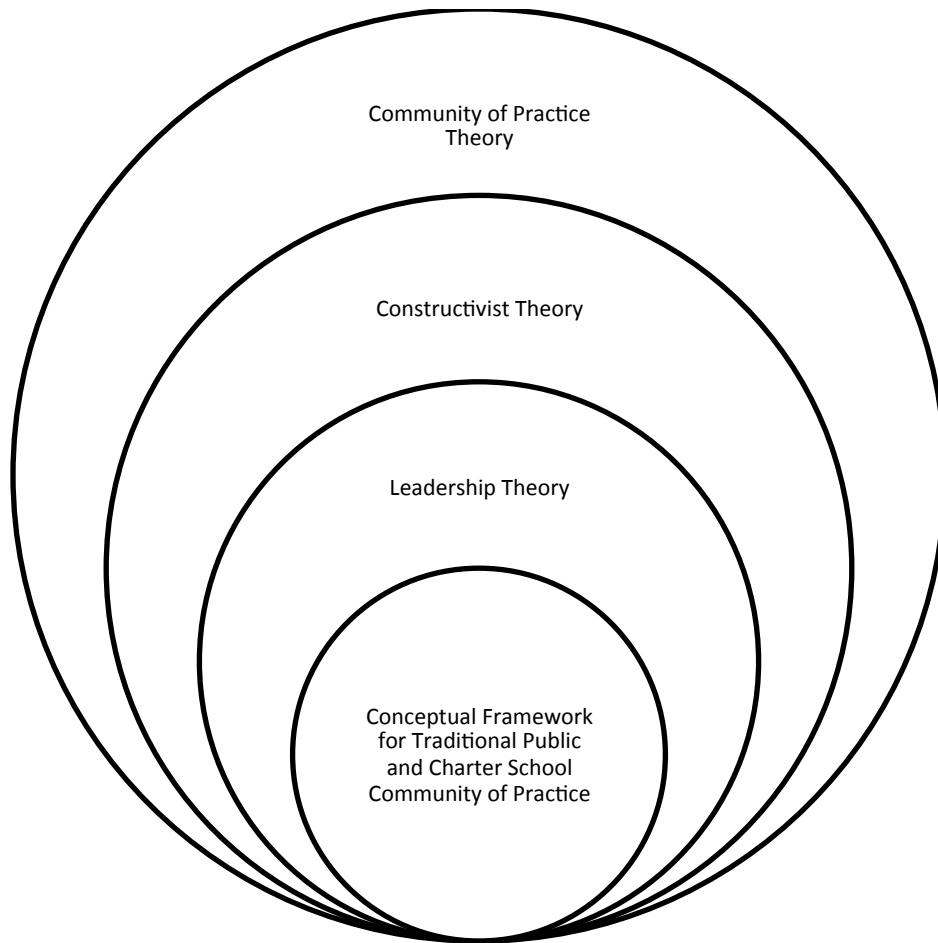 Community of Practice
Theory
Constructivist Theory
Leadership Theory
Conceptual Framework
for Traditional Public
and Charter School
Community of Practice